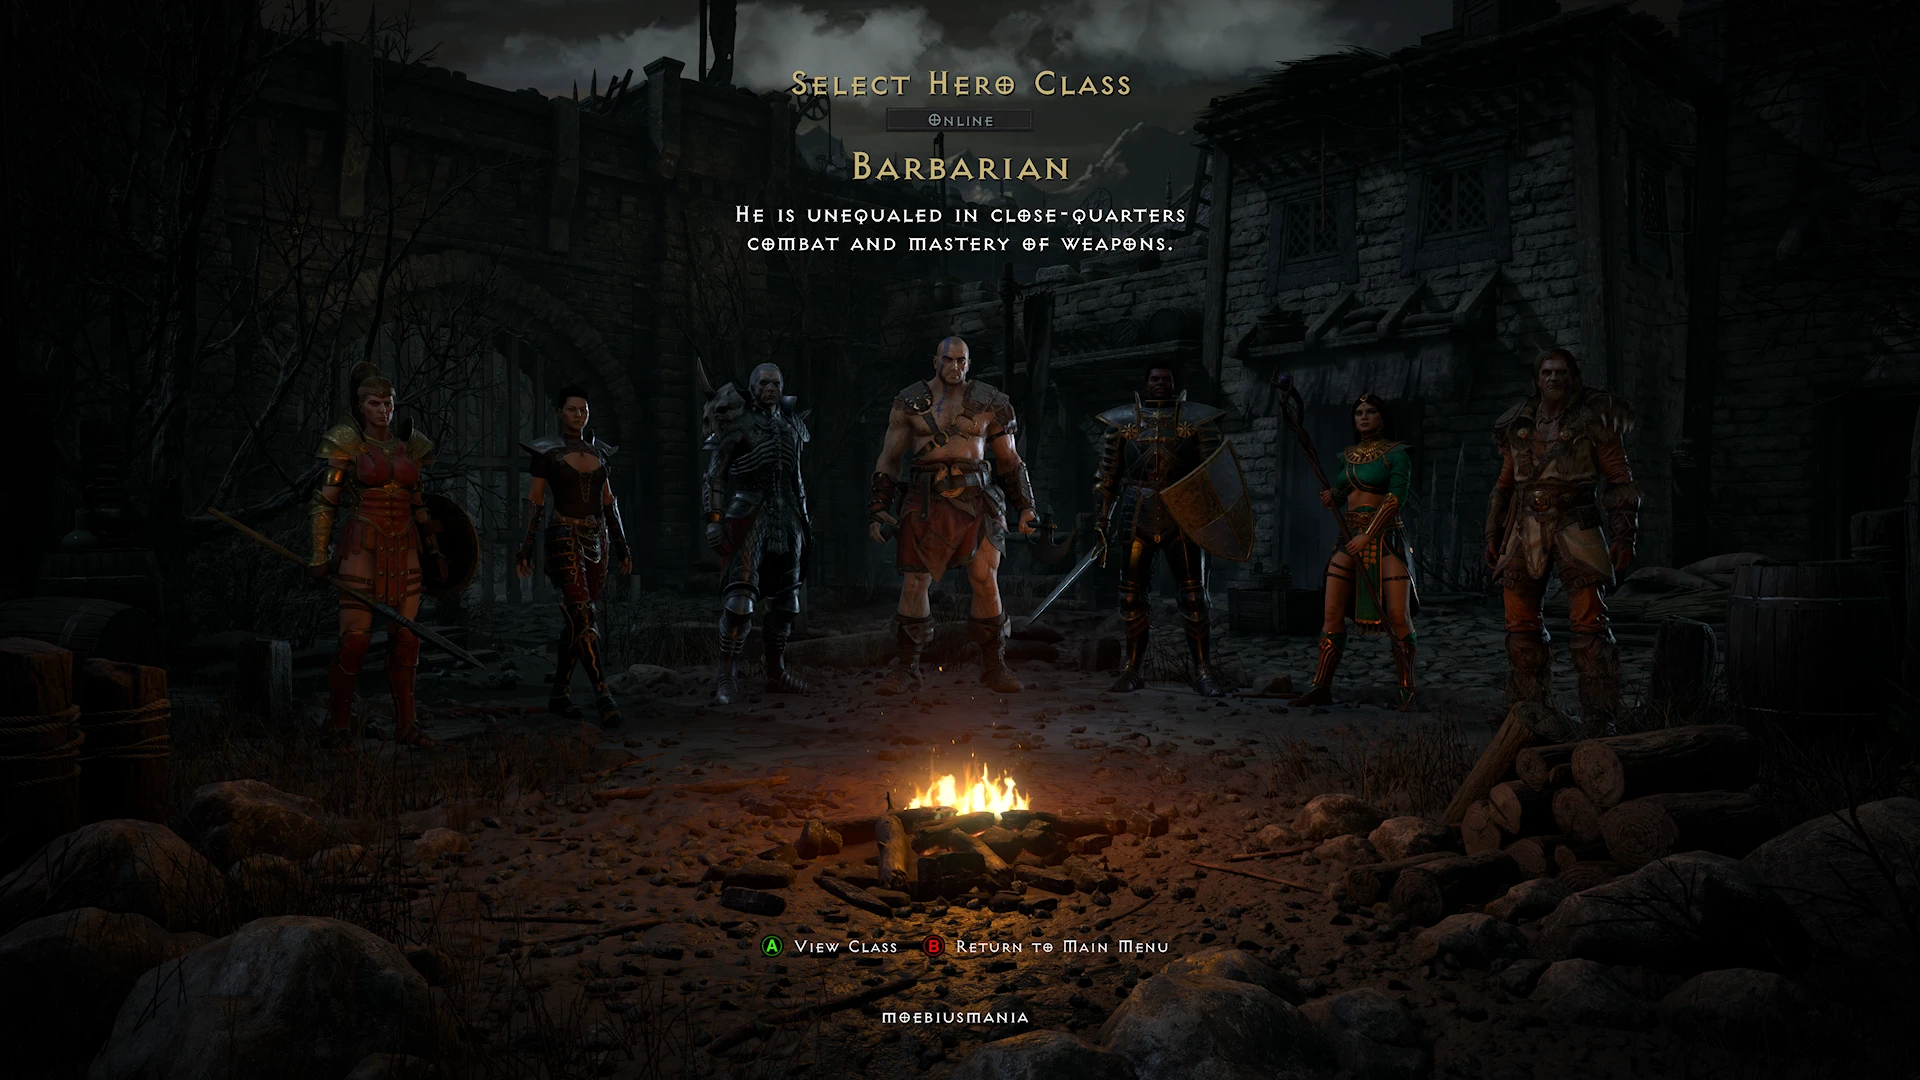 Select Hero Class
Online
Barbarian
He is unequaled in close-quarters
combat and mastery of weapons.
A View Class B Return to Main Menu
moebiusmania